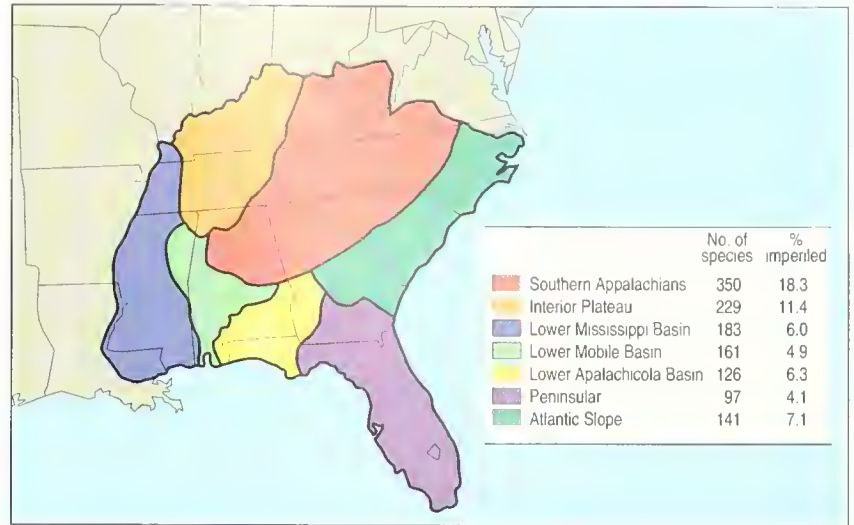 No. of %
species imperiled
Southern Appalachians 350 18.3
Interior Plateau 229 11.4
Lower Mississippi Basin 183 6.0
Lower Mobile Basin 161 4.9
Lower Apalachicola Basin 126 6.3
Peninsular 97 4.1
Atlantic Slope 141 7.1